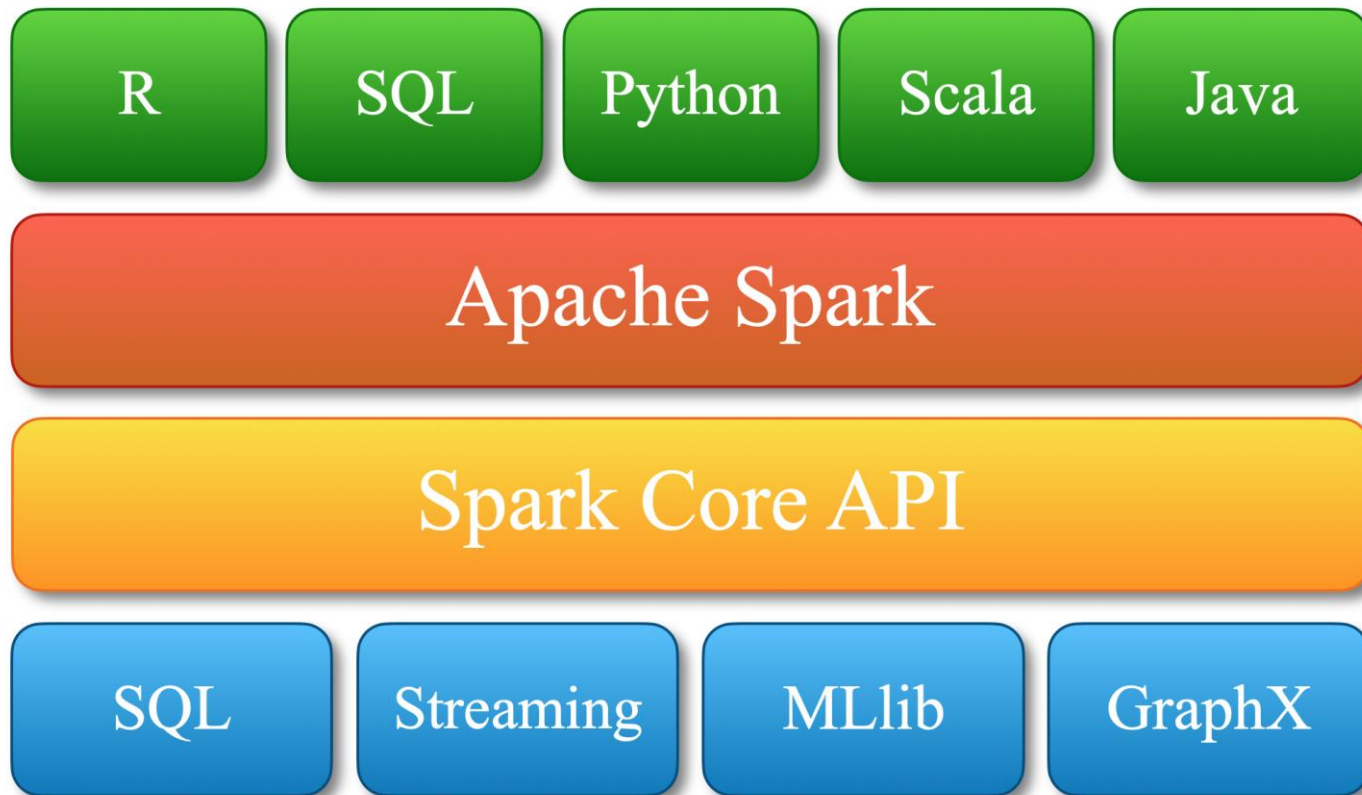 R SQL Python Scala Java
Apache Spark
Spark Core API
SQL Streaming MLlib GraphX